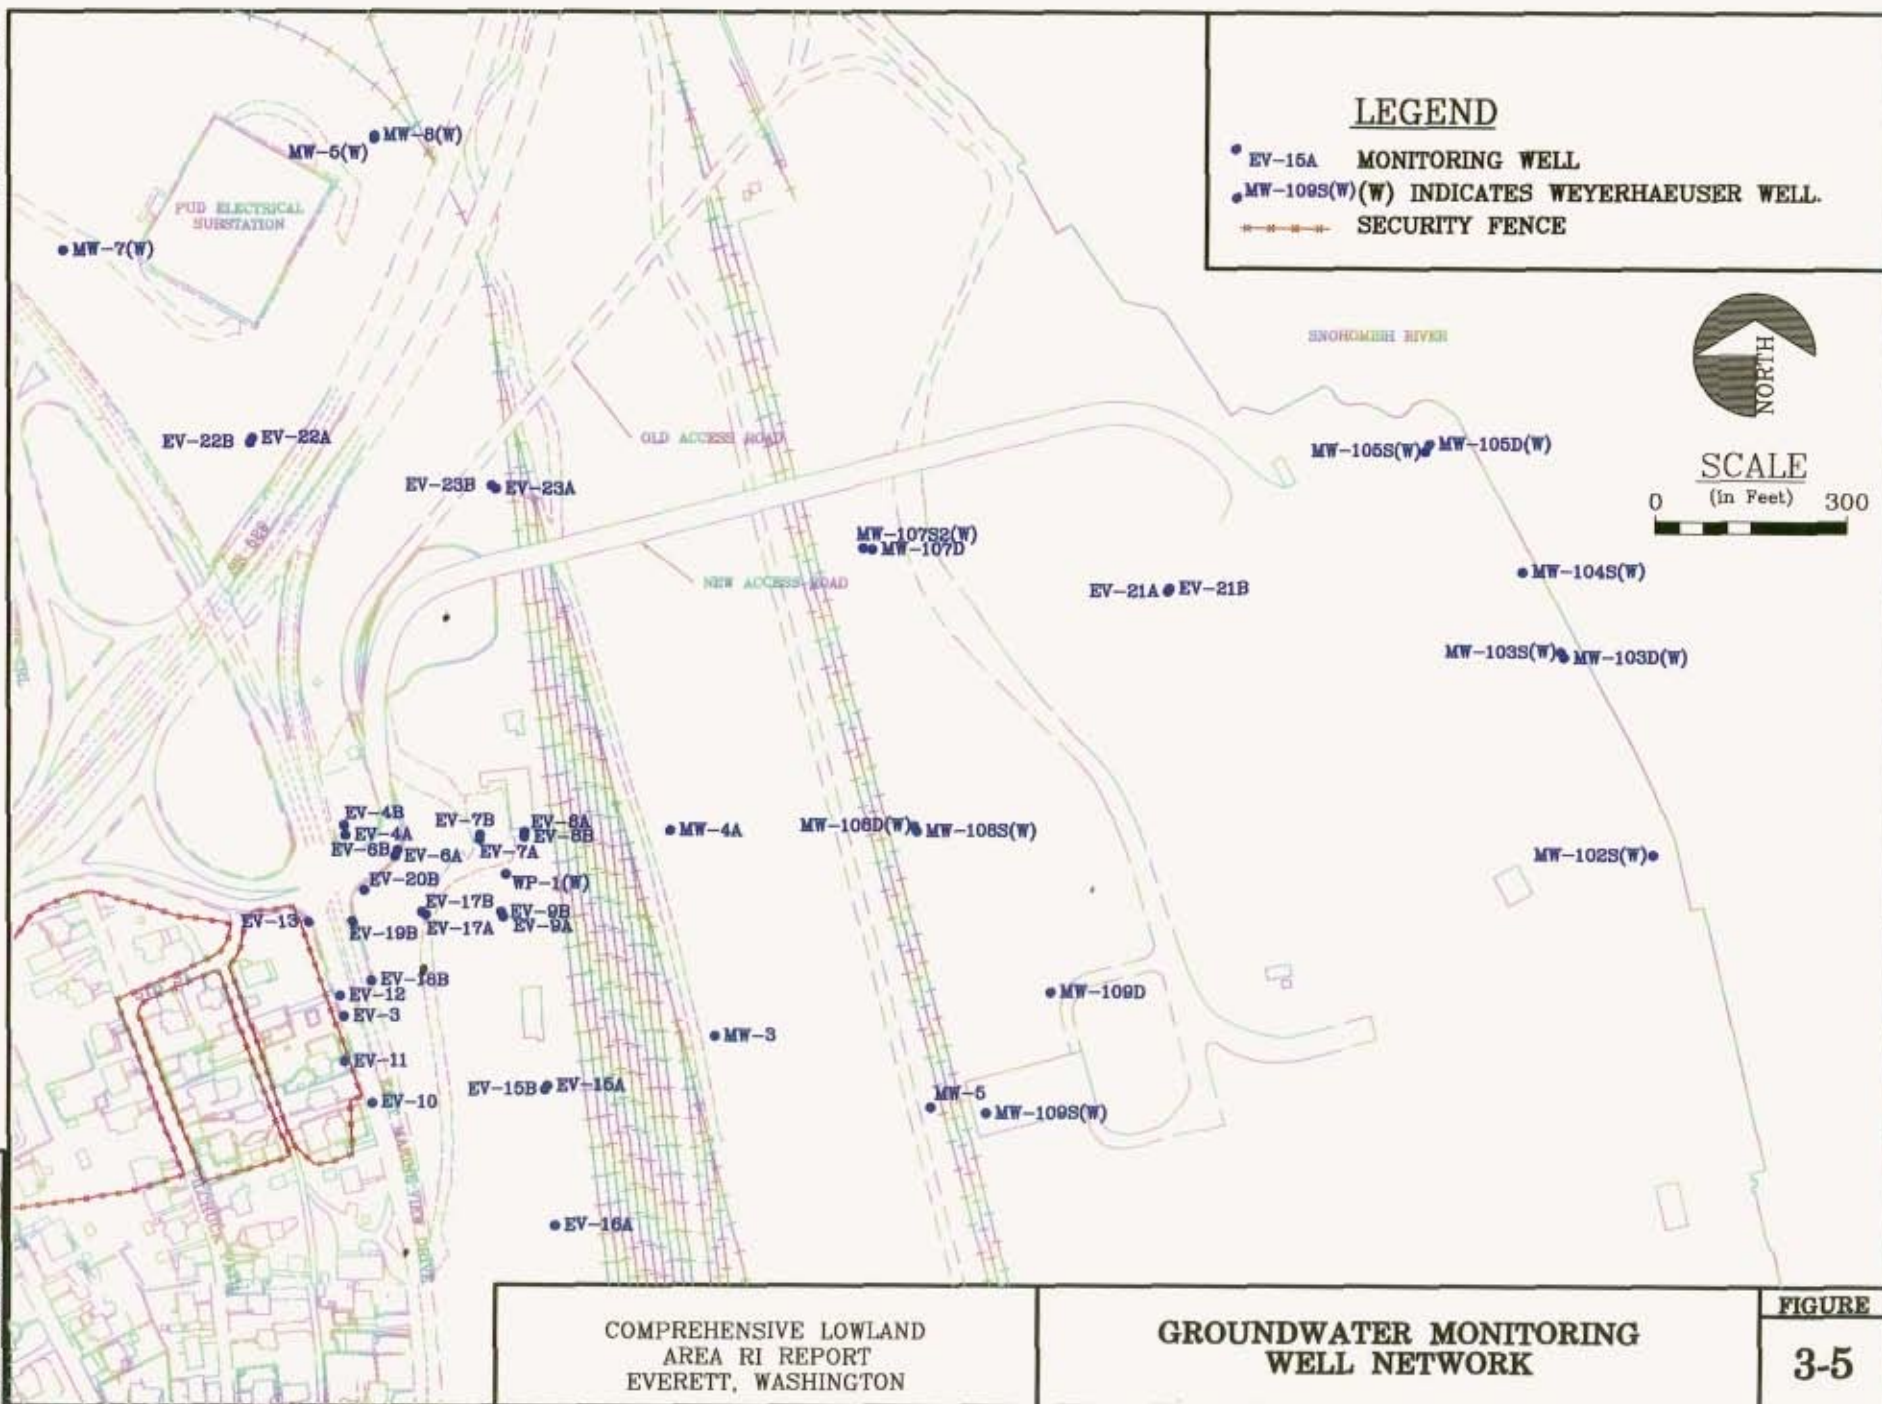 LEGEND
EV-15A MONITORING WELL
MW-109S(W) (W) INDICATES WEYERHAEUSER WELL.
SECURITY FENCE
MW-8(W)
MW-5(W)
PUD ELECTRICAL
SUBSTATION
MW-7(W)
SNOHOMISH RIVER
NORTH
SCALE
(In Feet)
0 300
EV-22B EV-22A
OLD ACCESS ROAD
MW-105S(W) MW-105D(W)
EV-23B EV-23A
SR 529
MW-107S2(W)
MW-107D
NEW ACCESS ROAD
EV-21A EV-21B
MW-104S(W)
MW-103S(W) MW-103D(W)
EV-4B
EV-4A
EV-7B
EV-8A
EV-8B
EV-6B EV-6A
EV-7A
MW-4A
MW-108D(W) MW-108S(W)
MW-102S(W)
EV-20B
WP-1(W)
EV-13
EV-17B
EV-9B
EV-19B
EV-17A
EV-9A
EV-18B
EV-12
EV-3
MW-109D
MW-3
EV-11
EV-15B EV-15A
EV-10
MW-5
MW-109S(W)
MARINE VIEW DRIVE
EV-16A
COMPREHENSIVE LOWLAND
AREA RI REPORT
EVERETT, WASHINGTON
GROUNDWATER MONITORING
WELL NETWORK
FIGURE
3-5